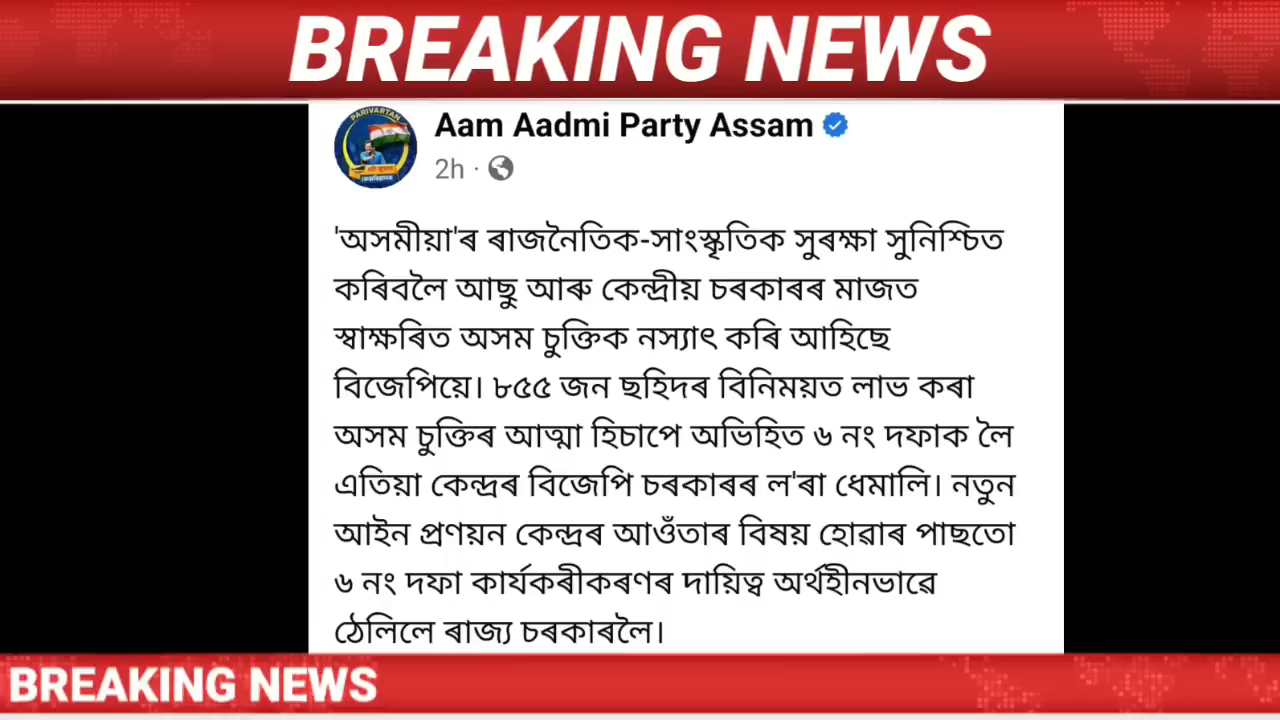 BREAKING NEWS
PARIVARTAN
Aam Aadmi Party Assam
2h ·
'অসমীয়া'ৰ ৰাজনৈতিক-সাংস্কৃতিক সুৰক্ষা সুনিশ্চিত
কৰিবলৈ আছু আৰু কেন্দ্ৰীয় চৰকাৰৰ মাজত
স্বাক্ষৰিত অসম চুক্তিক নস্যাৎ কৰি আহিছে
বিজেপিয়ে। ৮৫৫ জন ছহিদৰ বিনিময়ত লাভ কৰা
অসম চুক্তিৰ আত্মা হিচাপে অভিহিত ৬ নং দফাক লৈ
এতিয়া কেন্দ্ৰৰ বিজেপি চৰকাৰৰ ল'ৰা ধেমালি। নতুন
আইন প্ৰণয়ন কেন্দ্ৰৰ আওঁতাৰ বিষয় হোৱাৰ পাছতো
৬ নং দফা কাৰ্যকৰীকৰণৰ দায়িত্ব অৰ্থহীনভাৱে
ঠেলিলে ৰাজ্য চৰকাৰলৈ।
BREAKING NEWS